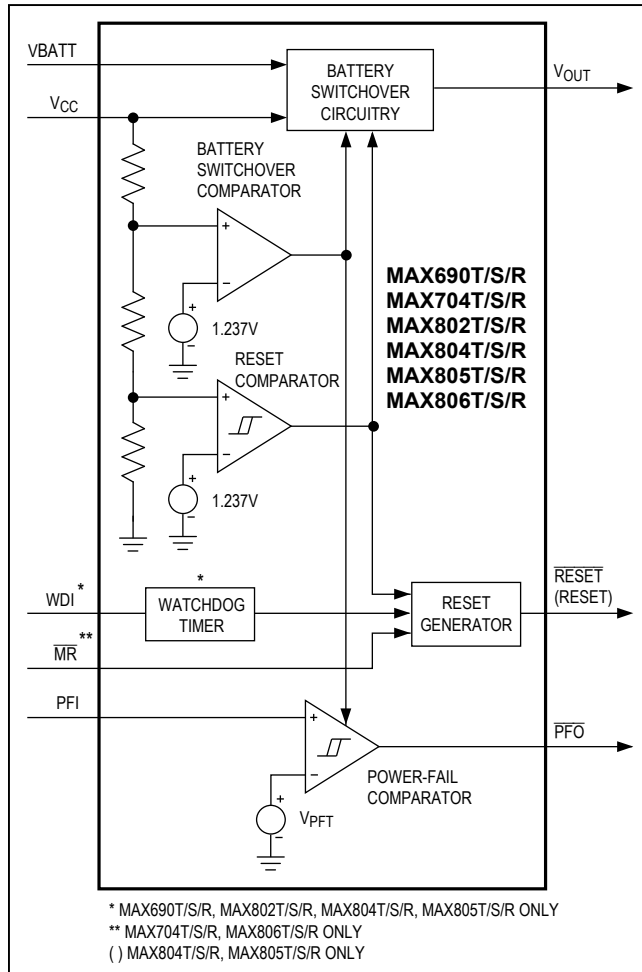 VBATT
VCC
BATTERY
SWITCHOVER
CIRCUITRY
VOUT
BATTERY
SWITCHOVER
COMPARATOR
+
−
+
−
1.237V
MAX690T/S/R
MAX704T/S/R
MAX802T/S/R
MAX804T/S/R
MAX805T/S/R
MAX806T/S/R
RESET
COMPARATOR
+
−
+
−
1.237V
WDI*
*
WATCHDOG
TIMER
MR**
RESET
GENERATOR
RESET
(RESET)
PFI
+
−
PFO
POWER-FAIL
COMPARATOR
+
−
VPFT
* MAX690T/S/R, MAX802T/S/R, MAX804T/S/R, MAX805T/S/R ONLY
** MAX704T/S/R, MAX806T/S/R ONLY
( ) MAX804T/S/R, MAX805T/S/R ONLY